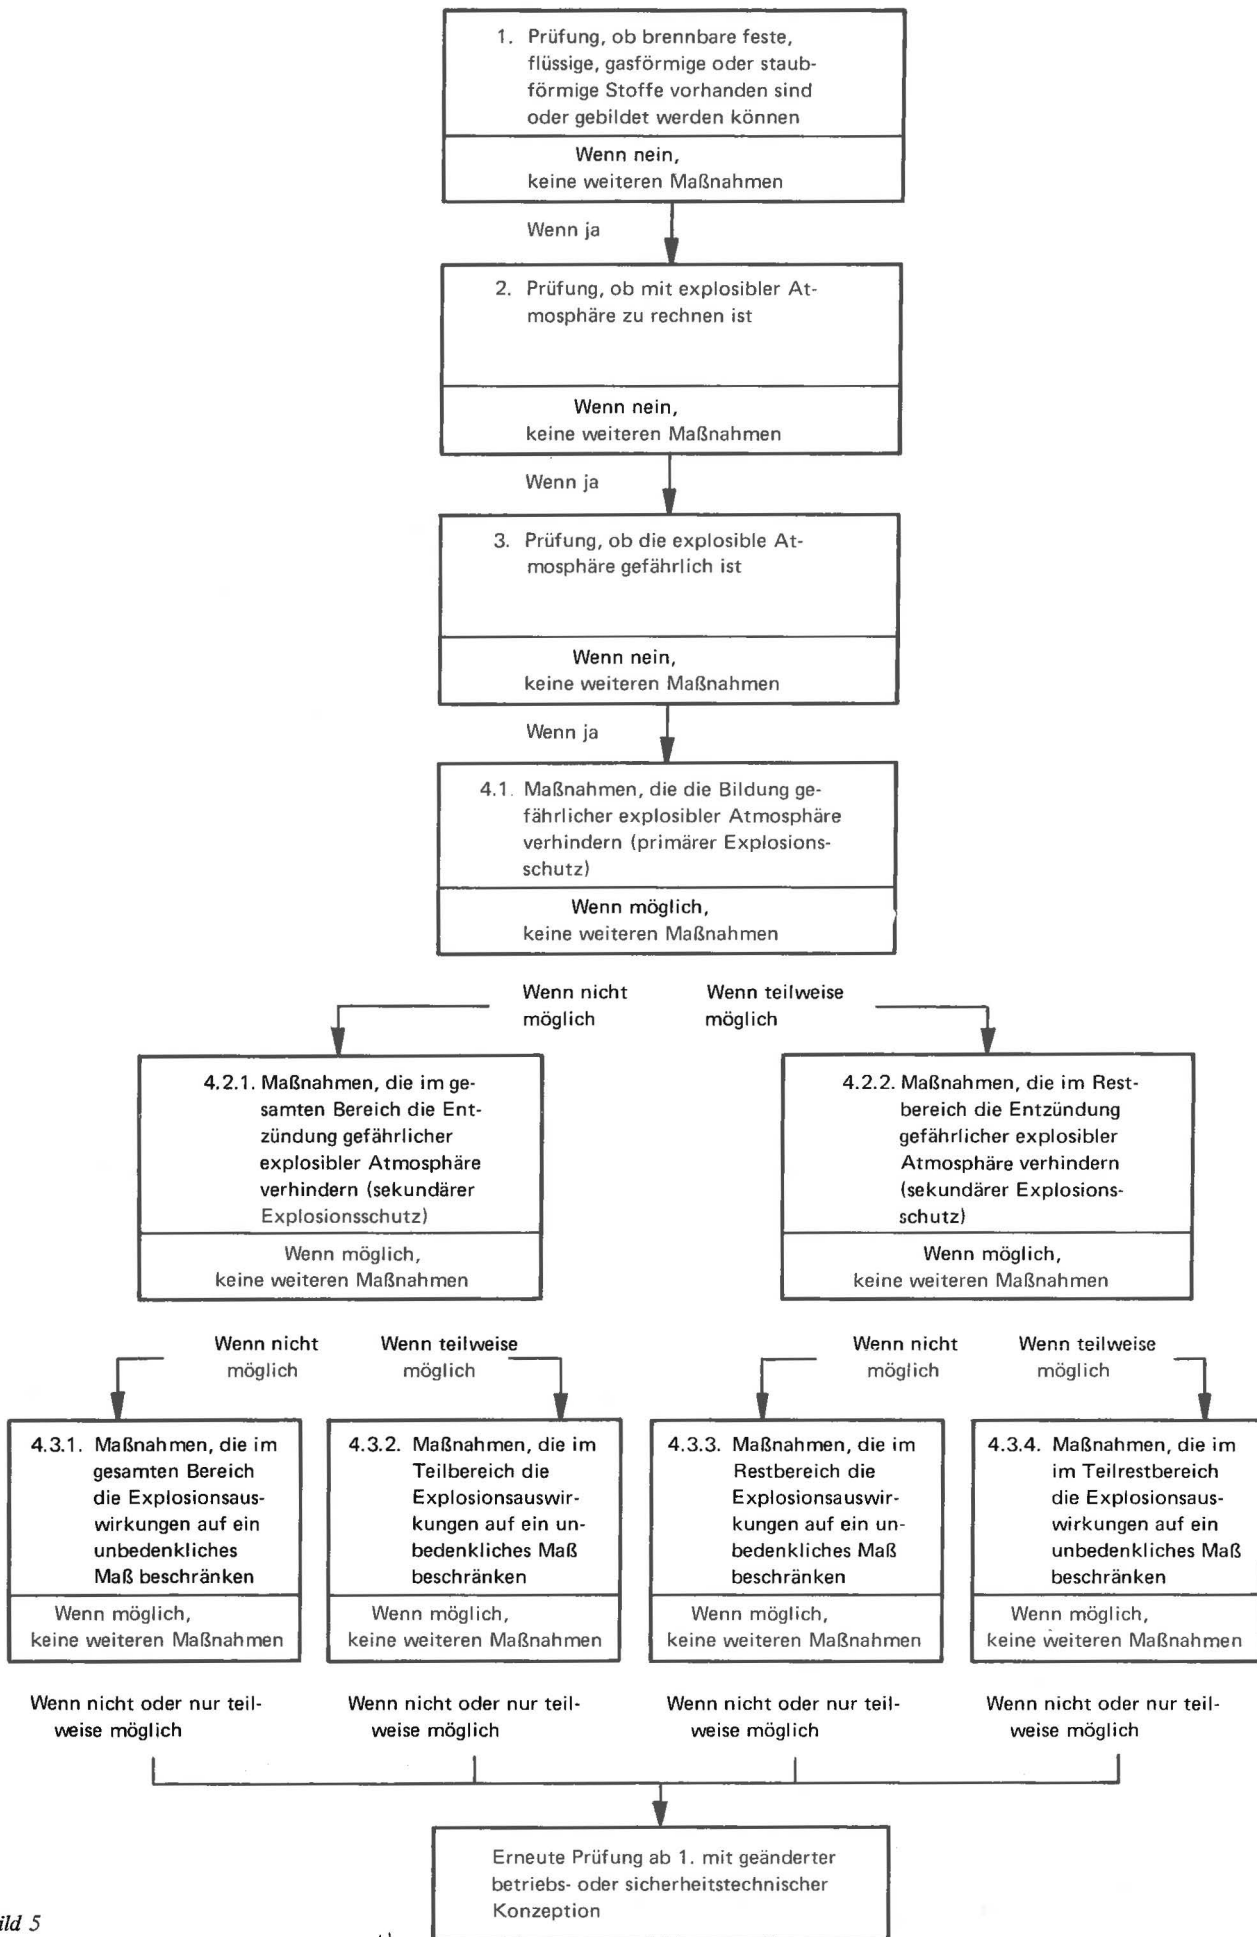 1. Prüfung, ob brennbare feste,
flüssige, gasförmige oder staub-
förmige Stoffe vorhanden sind
oder gebildet werden können
Wenn nein,
keine weiteren Maßnahmen
Wenn ja
2. Prüfung, ob mit explosibler At-
mosphäre zu rechnen ist
Wenn nein,
keine weiteren Maßnahmen
Wenn ja
3. Prüfung, ob die explosible At-
mosphäre gefährlich ist
Wenn nein,
keine weiteren Maßnahmen
Wenn ja
4.1. Maßnahmen, die die Bildung ge-
fährlicher explosibler Atmosphäre
verhindern (primärer Explosions-
schutz)
Wenn möglich,
keine weiteren Maßnahmen
Wenn nicht
möglich
Wenn teilweise
möglich
4.2.1. Maßnahmen, die im ge-
samten Bereich die Ent-
zündung gefährlicher
explosibler Atmosphäre
verhindern (sekundärer
Explosionsschutz)
Wenn möglich,
keine weiteren Maßnahmen
4.2.2. Maßnahmen, die im Rest-
bereich die Entzündung
gefährlicher explosibler
Atmosphäre verhindern
(sekundärer Explosions-
schutz)
Wenn möglich,
keine weiteren Maßnahmen
Wenn nicht
möglich
Wenn teilweise
möglich
Wenn nicht
möglich
Wenn teilweise
möglich
4.3.1. Maßnahmen, die im
gesamten Bereich
die Explosionsaus-
wirkungen auf ein
unbedenkliches
Maß beschränken
Wenn möglich,
keine weiteren Maßnahmen
4.3.2. Maßnahmen, die im
Teilbereich die
Explosionsauswir-
kungen auf ein un-
bedenkliches Maß
beschränken
Wenn möglich,
keine weiteren Maßnahmen
4.3.3. Maßnahmen, die im
Restbereich die
Explosionsauswir-
kungen auf ein un-
bedenkliches Maß
beschränken
Wenn möglich,
keine weiteren Maßnahmen
4.3.4. Maßnahmen, die im
im Teilrestbereich
die Explosionsaus-
wirkungen auf ein
unbedenkliches Maß
beschränken
Wenn möglich,
keine weiteren Maßnahmen
Wenn nicht oder nur teil-
weise möglich
Wenn nicht oder nur teil-
weise möglich
Wenn nicht oder nur teil-
weise möglich
Wenn nicht oder nur teil-
weise möglich
Erneute Prüfung ab 1. mit geänderter
betriebs- oder sicherheitstechnischer
Konzeption
ild 5